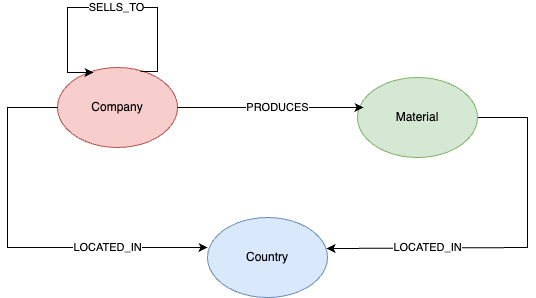 SELLS_TO
Company
PRODUCES
Material
LOCATED_IN
LOCATED_IN
Country